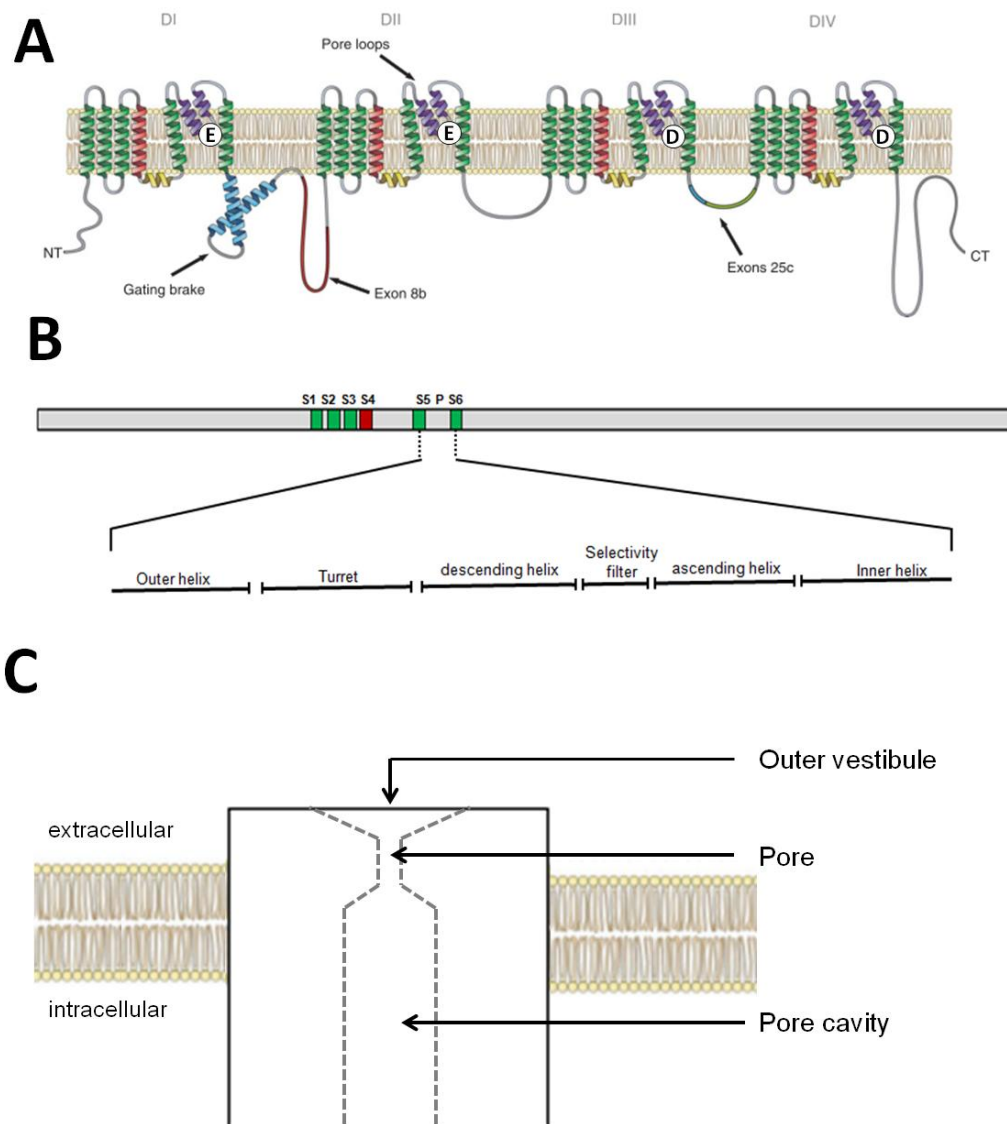 A
DI DII DIII DIV
Pore loops
E E D D
NT
Gating brake
Exon 8b
Exons 25c
CT
B
S1 S2 S3 S4 S5 P S6
Outer helix Turret descending helix Selectivity filter ascending helix Inner helix
C
Outer vestibule
extracellular
Pore
intracellular
Pore cavity